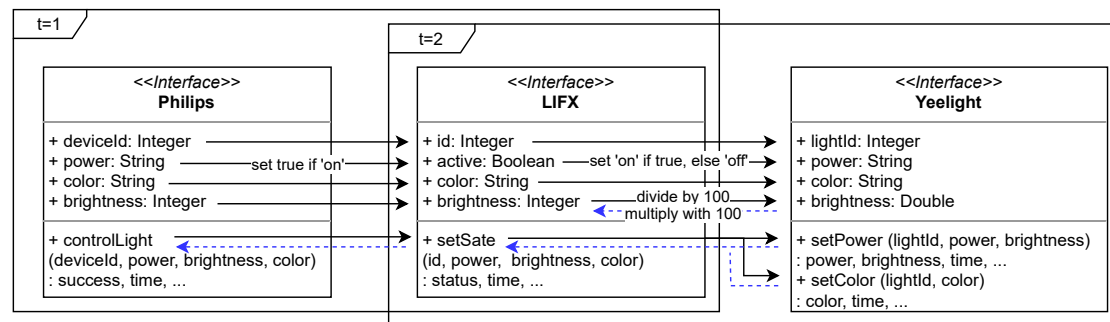 t=1
t=2
<<Interface>>
Philips
+ deviceId: Integer
+ power: String
+ color: String
+ brightness: Integer
+ controlLight
(deviceId, power, brightness, color)
: success, time, ...
set true if 'on'
<<Interface>>
LIFX
+ id: Integer
+ active: Boolean
+ color: String
+ brightness: Integer
+ setSate
(id, power, brightness, color)
: status, time, ...
set 'on' if true, else 'off'
divide by 100
multiply with 100
<<Interface>>
Yeelight
+ lightId: Integer
+ power: String
+ color: String
+ brightness: Double
+ setPower (lightId, power, brightness)
: power, brightness, time, ...
+ setColor (lightId, color)
: color, time, ...